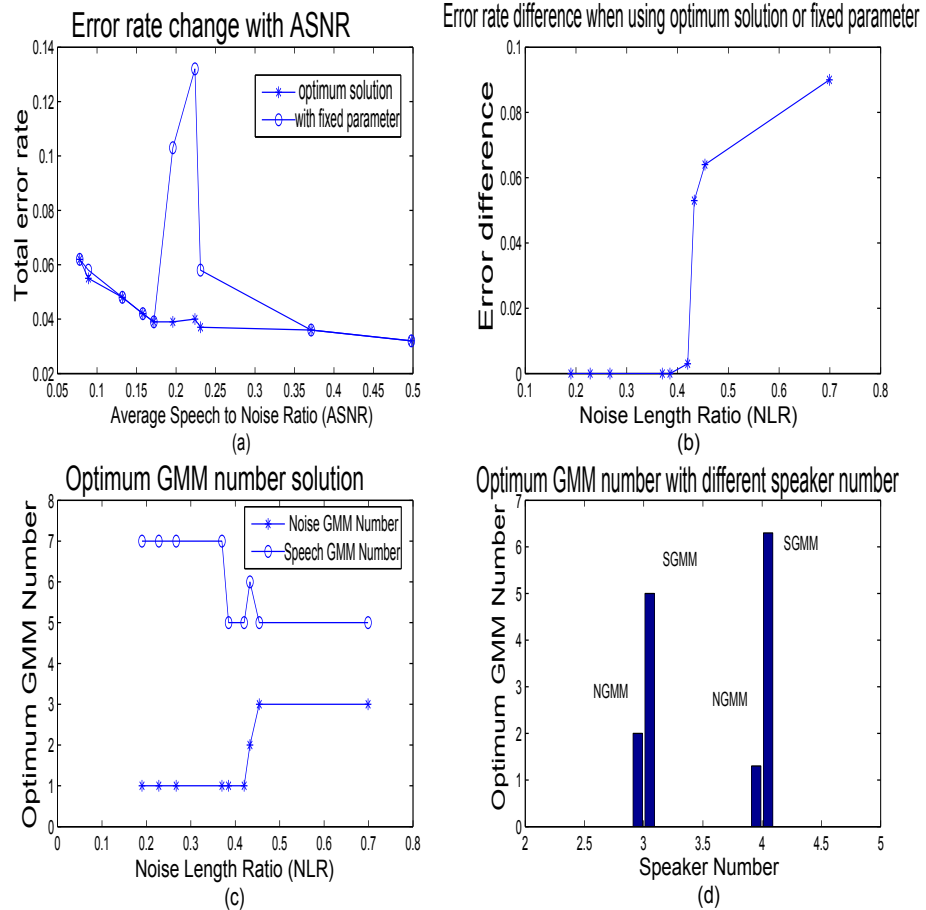 Error rate change with ASNR
0.14
0.12
0.1
0.08
0.06
0.04
0.02
Total error rate
optimum solution
with fixed parameter
0.05 0.1 0.15 0.2 0.25 0.3 0.35 0.4 0.45 0.5
Average Speech to Noise Ratio (ASNR)
(a)
Error rate difference when using optimum solution or fixed parameter
0.1
0.08
0.06
0.04
0.02
0
Error difference
0.1 0.2 0.3 0.4 0.5 0.6 0.7 0.8
Noise Length Ratio (NLR)
(b)
Optimum GMM number solution
8
7
6
5
4
3
2
1
0
Optimum GMM Number
Noise GMM Number
Speech GMM Number
0 0.1 0.2 0.3 0.4 0.5 0.6 0.7 0.8
Noise Length Ratio (NLR)
(c)
Optimum GMM number with different speaker number
7
6
5
4
3
2
1
0
Optimum GMM Number
SGMM
SGMM
NGMM
NGMM
2 2.5 3 3.5 4 4.5 5
Speaker Number
(d)